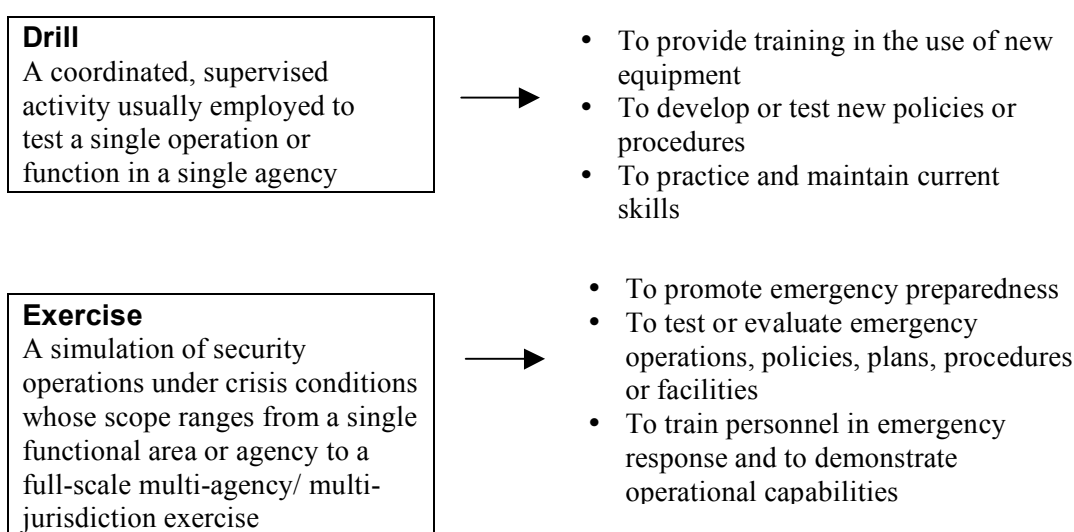 Drill
A coordinated, supervised
activity usually employed to
test a single operation or
function in a single agency
• To provide training in the use of new
equipment
• To develop or test new policies or
procedures
• To practice and maintain current
skills
Exercise
A simulation of security
operations under crisis conditions
whose scope ranges from a single
functional area or agency to a
full-scale multi-agency/ multi-
jurisdiction exercise
• To promote emergency preparedness
• To test or evaluate emergency
operations, policies, plans, procedures
or facilities
• To train personnel in emergency
response and to demonstrate
operational capabilities